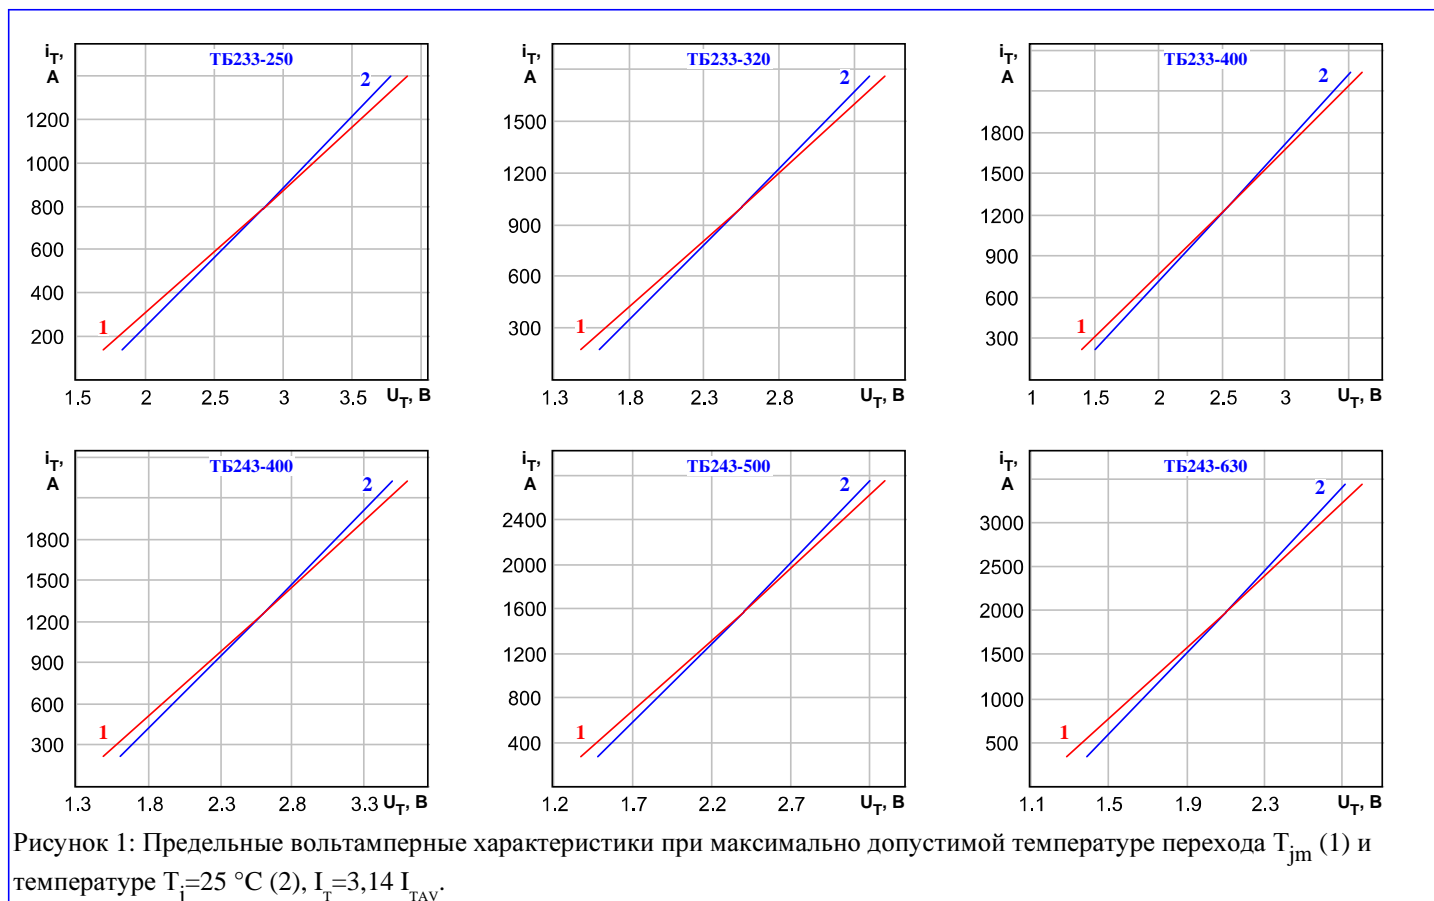 iT, А
ТБ233-250
2
1200
1000
800
600
400
200
1
1.5 2 2.5 3 3.5 UT, В
iT, А
ТБ233-320
2
1500
1200
900
600
300
1
1.3 1.8 2.3 2.8 UT, В
iT, А
ТБ233-400
2
1800
1500
1200
900
600
300
1
1 1.5 2 2.5 3 UT, В
iT, А
ТБ243-400
2
1800
1500
1200
900
600
300
1
1.3 1.8 2.3 2.8 3.3 UT, В
iT, А
ТБ243-500
2
2400
2000
1600
1200
800
400
1
1.2 1.7 2.2 2.7 UT, В
iT, А
ТБ243-630
2
3000
2500
2000
1500
1000
500
1
1.1 1.5 1.9 2.3 UT, В
Рисунок 1: Предельные вольтамперные характеристики при максимально допустимой температуре перехода Tjm (1) и
температуре Tj=25 °C (2), IT=3,14 ITAV.